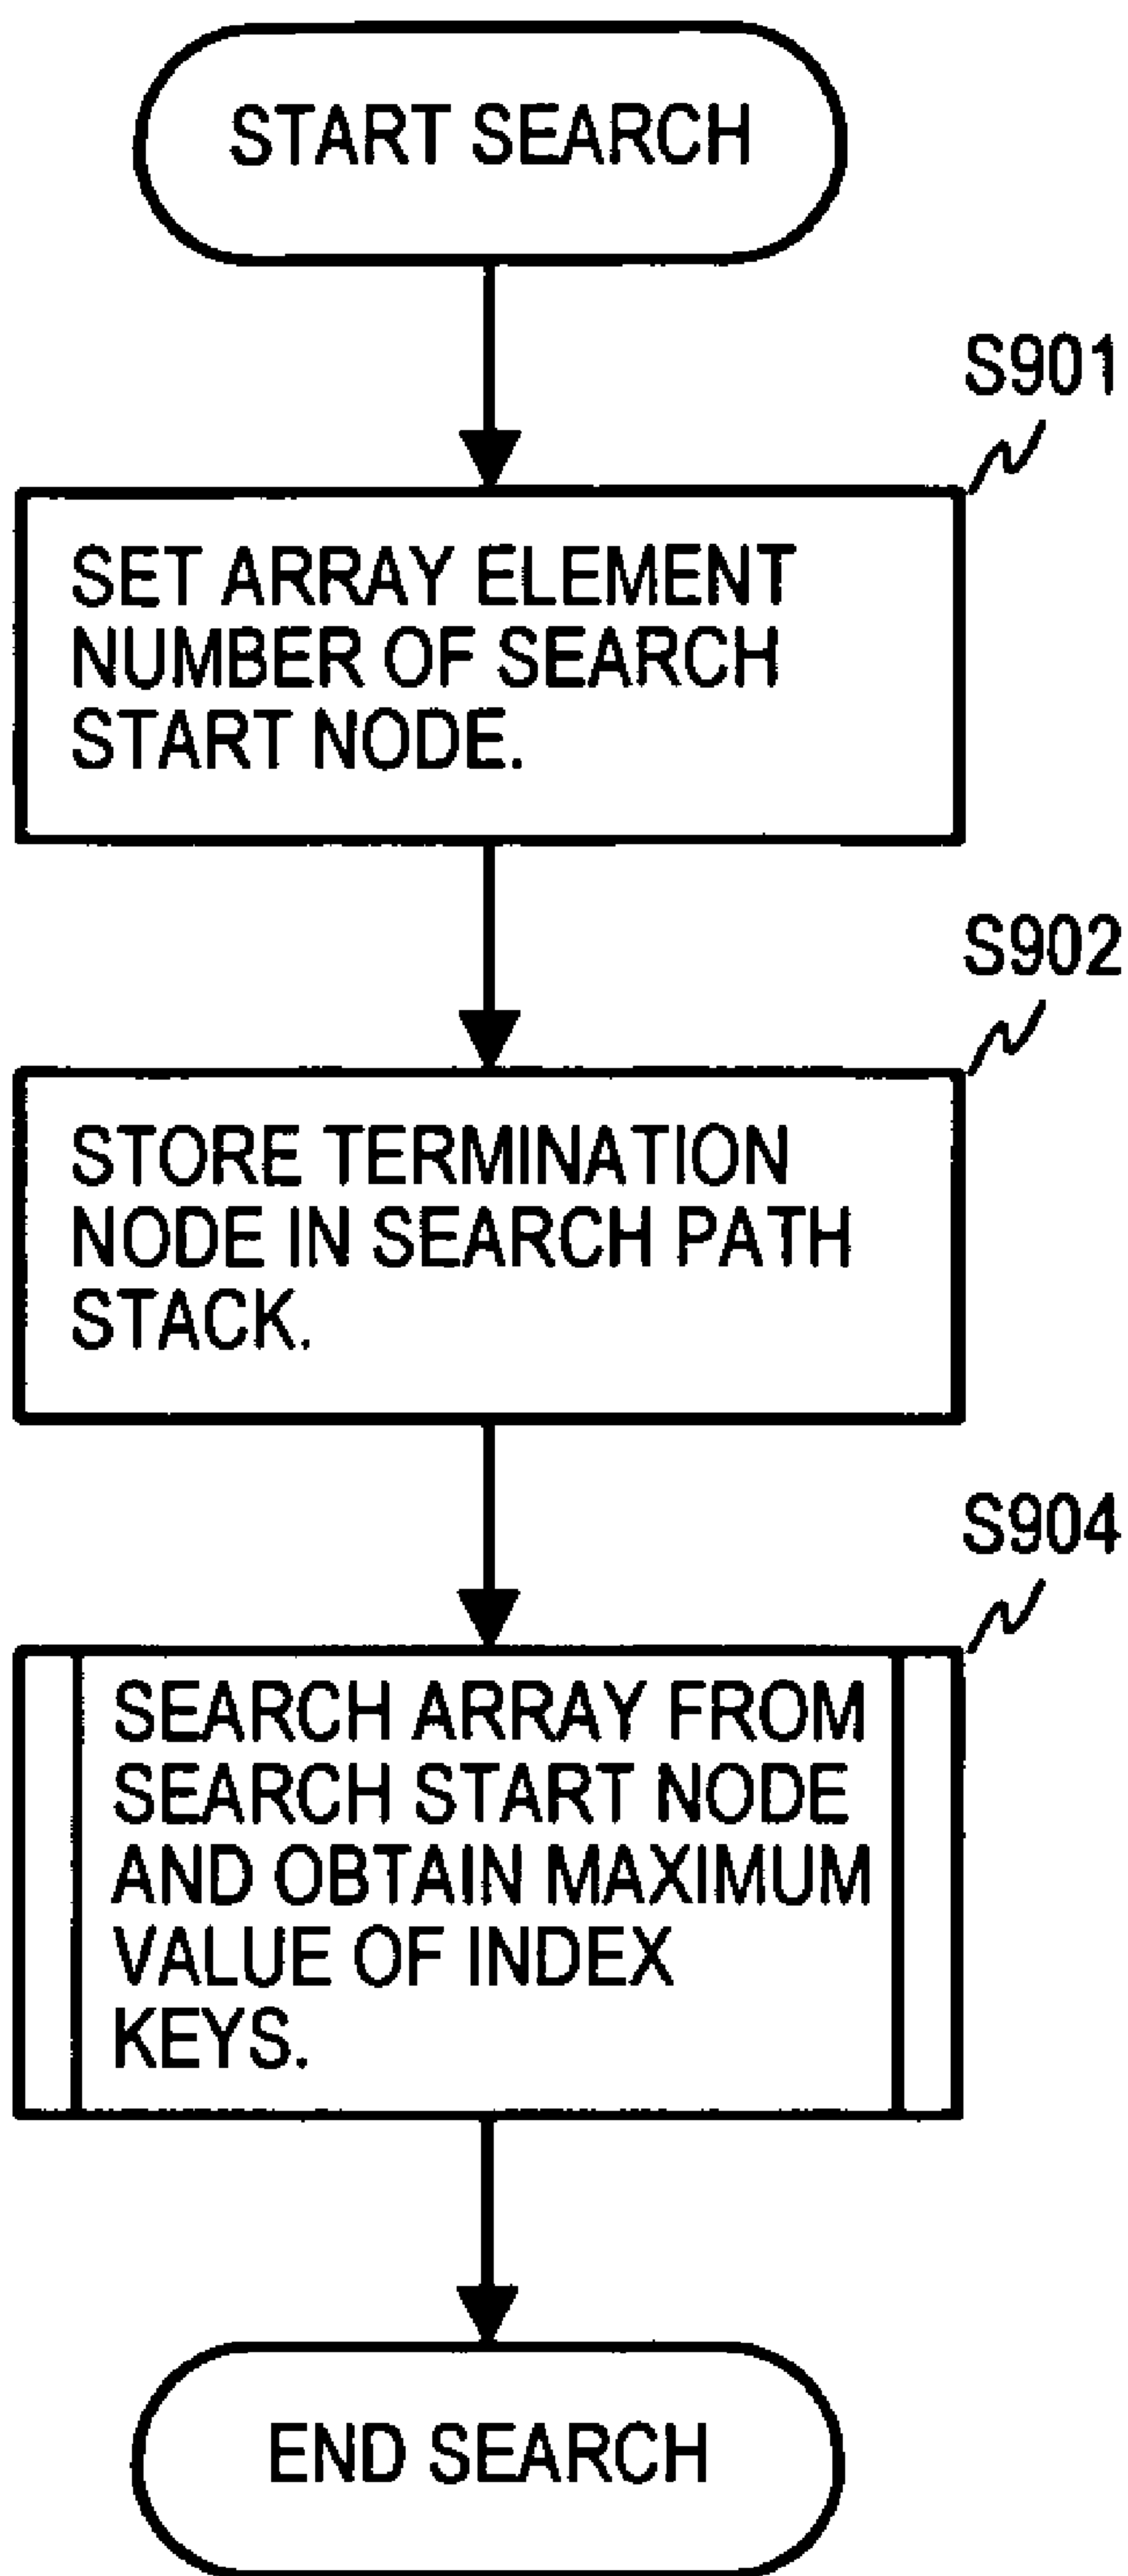 START SEARCH
S901
SET ARRAY ELEMENT
NUMBER OF SEARCH
START NODE.
S902
STORE TERMINATION
NODE IN SEARCH PATH
STACK.
S904
SEARCH ARRAY FROM
SEARCH START NODE
AND OBTAIN MAXIMUM
VALUE OF INDEX
KEYS.
END SEARCH